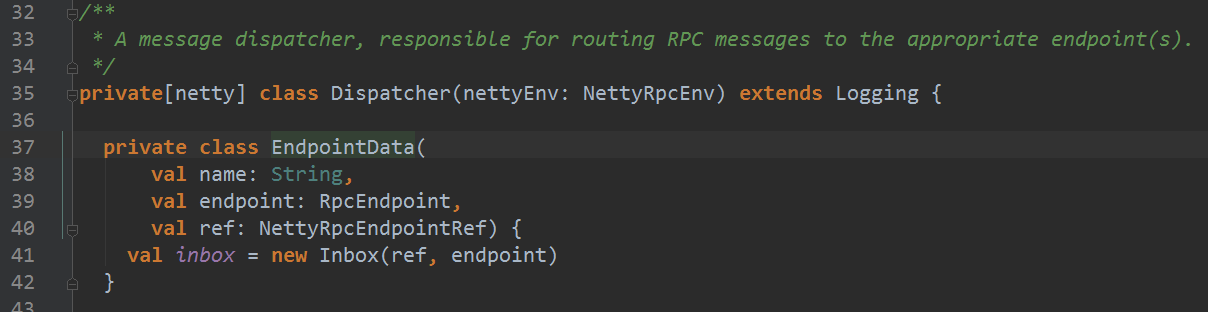 32 /**
33  * A message dispatcher, responsible for routing RPC messages to the appropriate endpoint(s).
34  */
35 private[netty] class Dispatcher(nettyEnv: NettyRpcEnv) extends Logging {
36
37   private class EndpointData(
38       val name: String,
39       val endpoint: RpcEndpoint,
40       val ref: NettyRpcEndpointRef) {
41     val inbox = new Inbox(ref, endpoint)
42   }
43